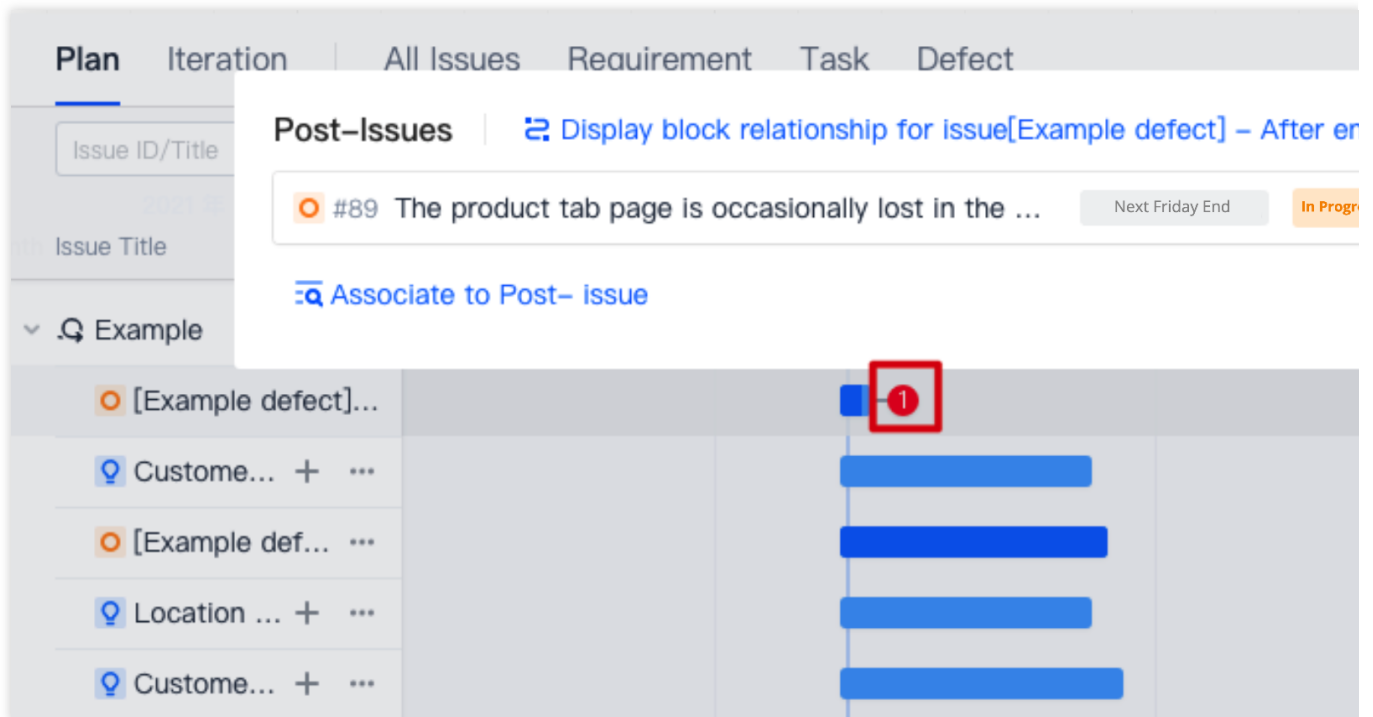 Plan Iteration All Issues Requirement Task Defect
Post-Issues Display block relationship for issue[Example defect] – After en
Issue ID/Title
#89 The product tab page is occasionally lost in the ... Next Friday End In Progre
Issue Title
Associate to Post– issue
Example
[Example defect]...
1
Custome... + ...
[Example def... ...
Location ... + ...
Custome... + ...